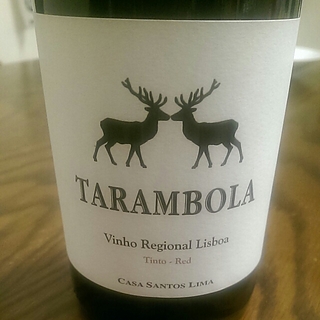 TARAMBOLA
Vinho Regional Lisboa
Tinto - Red
CASA SANTOS LIMA